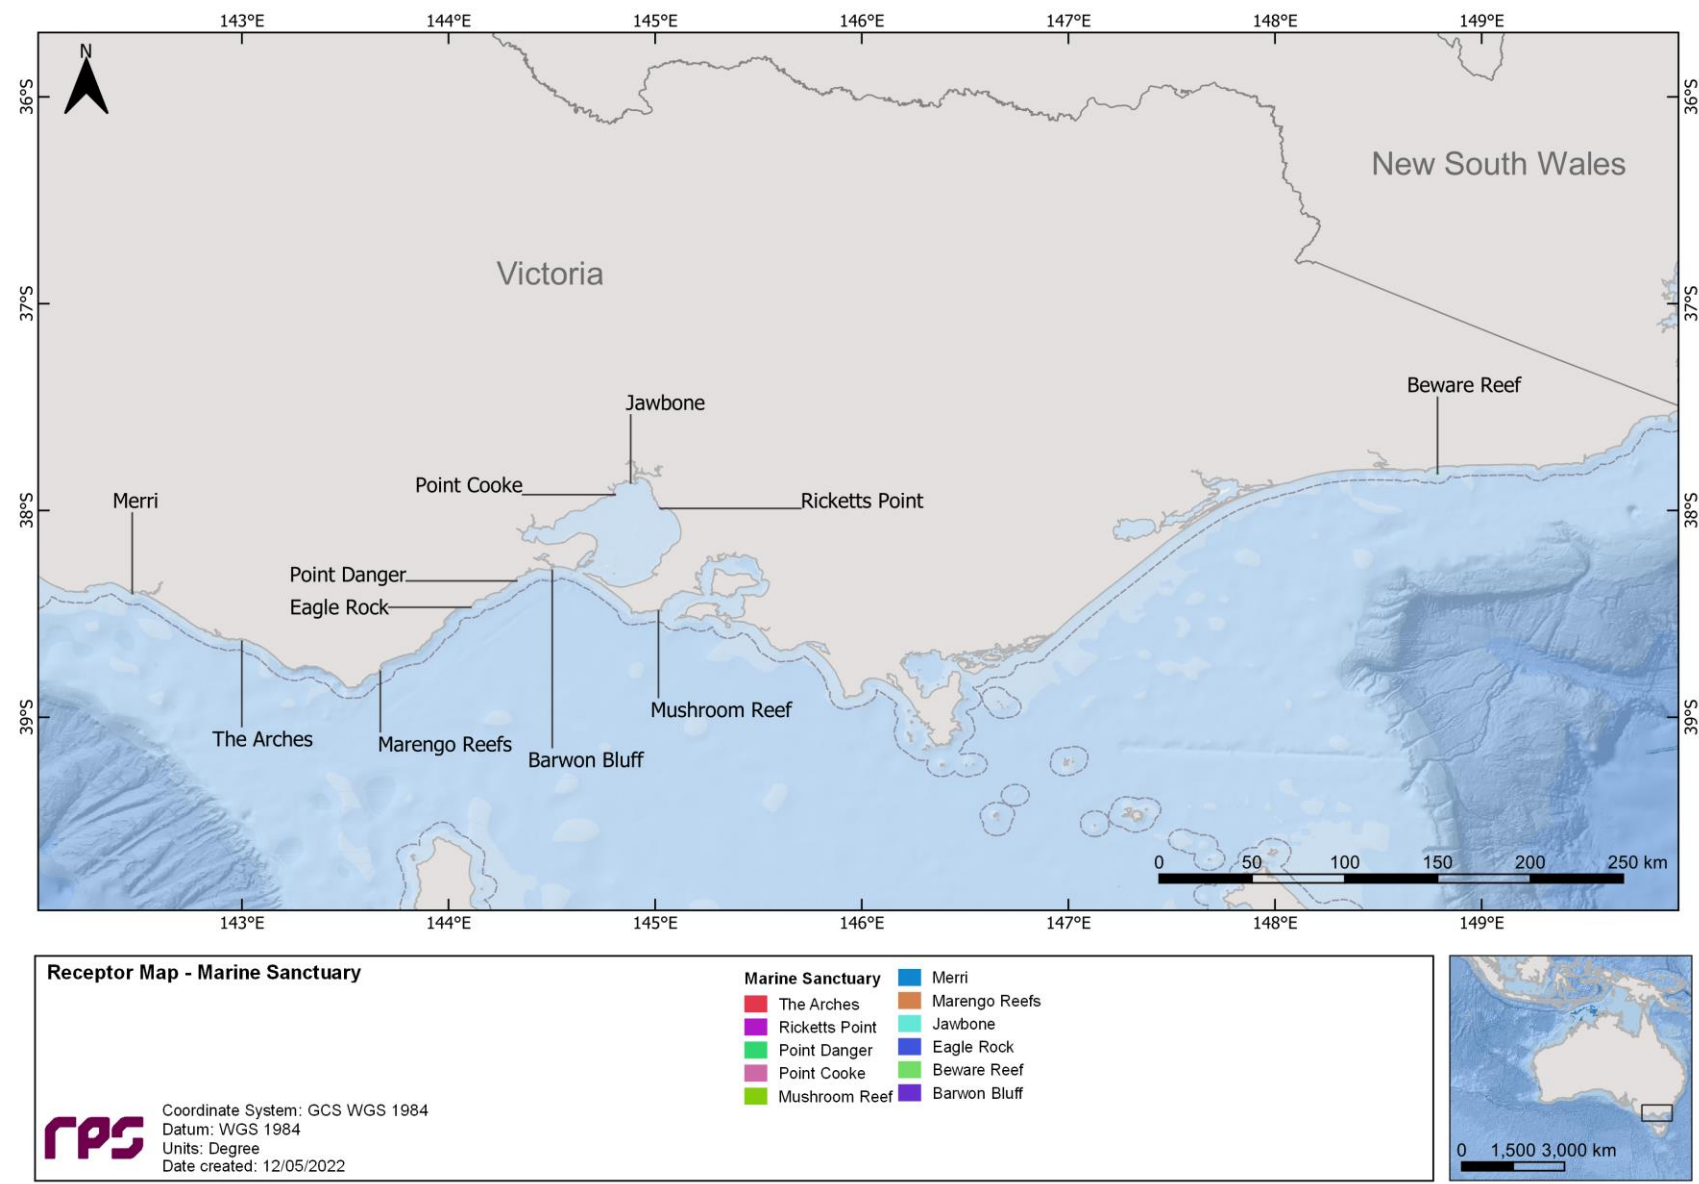 143°E 144°E 145°E 146°E 147°E 148°E 149°E
N
36°S 36°S
New South Wales
Victoria
37°S 37°S
Beware Reef
Jawbone
Point Cooke
Merri
Ricketts Point
38°S 38°S
Point Danger
Eagle Rock
Mushroom Reef
39°S 39°S
The Arches
Marengo Reefs
Barwon Bluff
0 50 100 150 200 250 km
143°E 144°E 145°E 146°E 147°E 148°E 149°E
Receptor Map - Marine Sanctuary
Marine Sanctuary
The Arches
Ricketts Point
Point Danger
Point Cooke
Mushroom Reef
Merri
Marengo Reefs
Jawbone
Eagle Rock
Beware Reef
Barwon Bluff
rps
Coordinate System: GCS WGS 1984
Datum: WGS 1984
Units: Degree
Date created: 12/05/2022
0 1,500 3,000 km